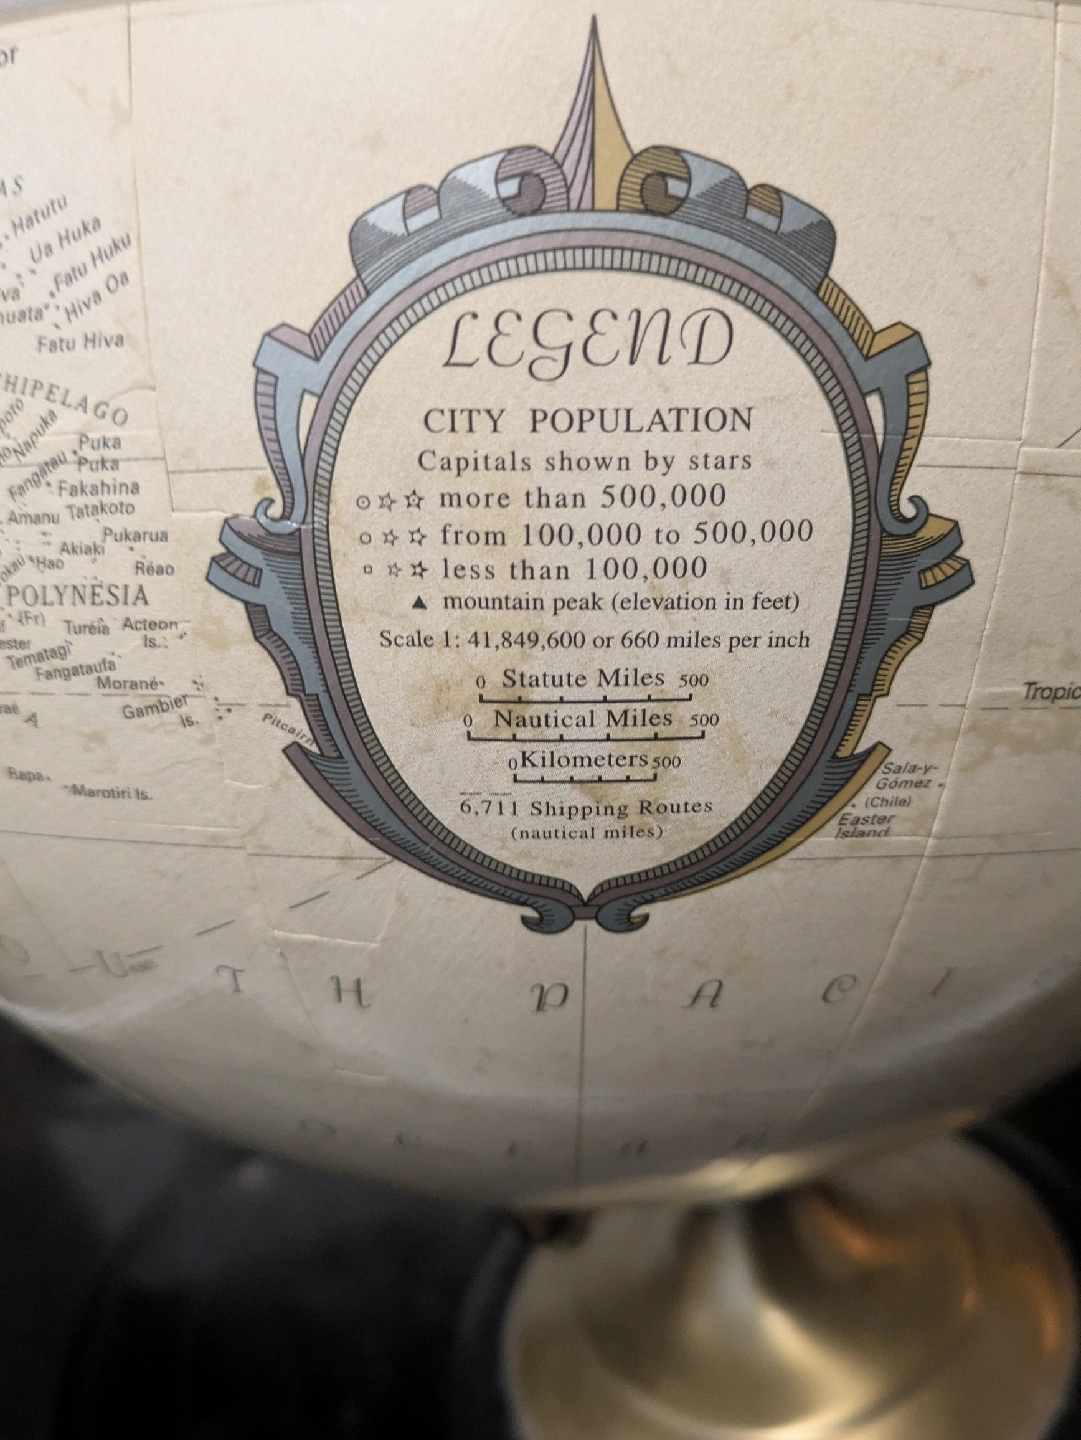 LEGEND
CITY POPULATION
Capitals shown by stars
more than 500,000
from 100,000 to 500,000
less than 100,000
mountain peak (elevation in feet)
Scale 1: 41,849,600 or 660 miles per inch
0 Statute Miles 500
0 Nautical Miles 500
0 Kilometers 500
6,711 Shipping Routes
(nautical miles)
Hatutu
Ua Huka
Fatu Huku
Hiva Oa
Fatu Hiva
Napuka
Puka
Puka
Fangatau
Fakahina
Amanu Tatakoto
Pukarua
Akiaki
Hao
Réao
POLYNESIA
(Fr)
Turéia
Acteon
Is.
Tematagi
Fangataufa
Morané
Gambier
Is.
Pitcairn
Rapa
Marotiri Is.
Tropic
Sala-y-
Gómez
(Chile)
Easter
Island
U T H P A C I